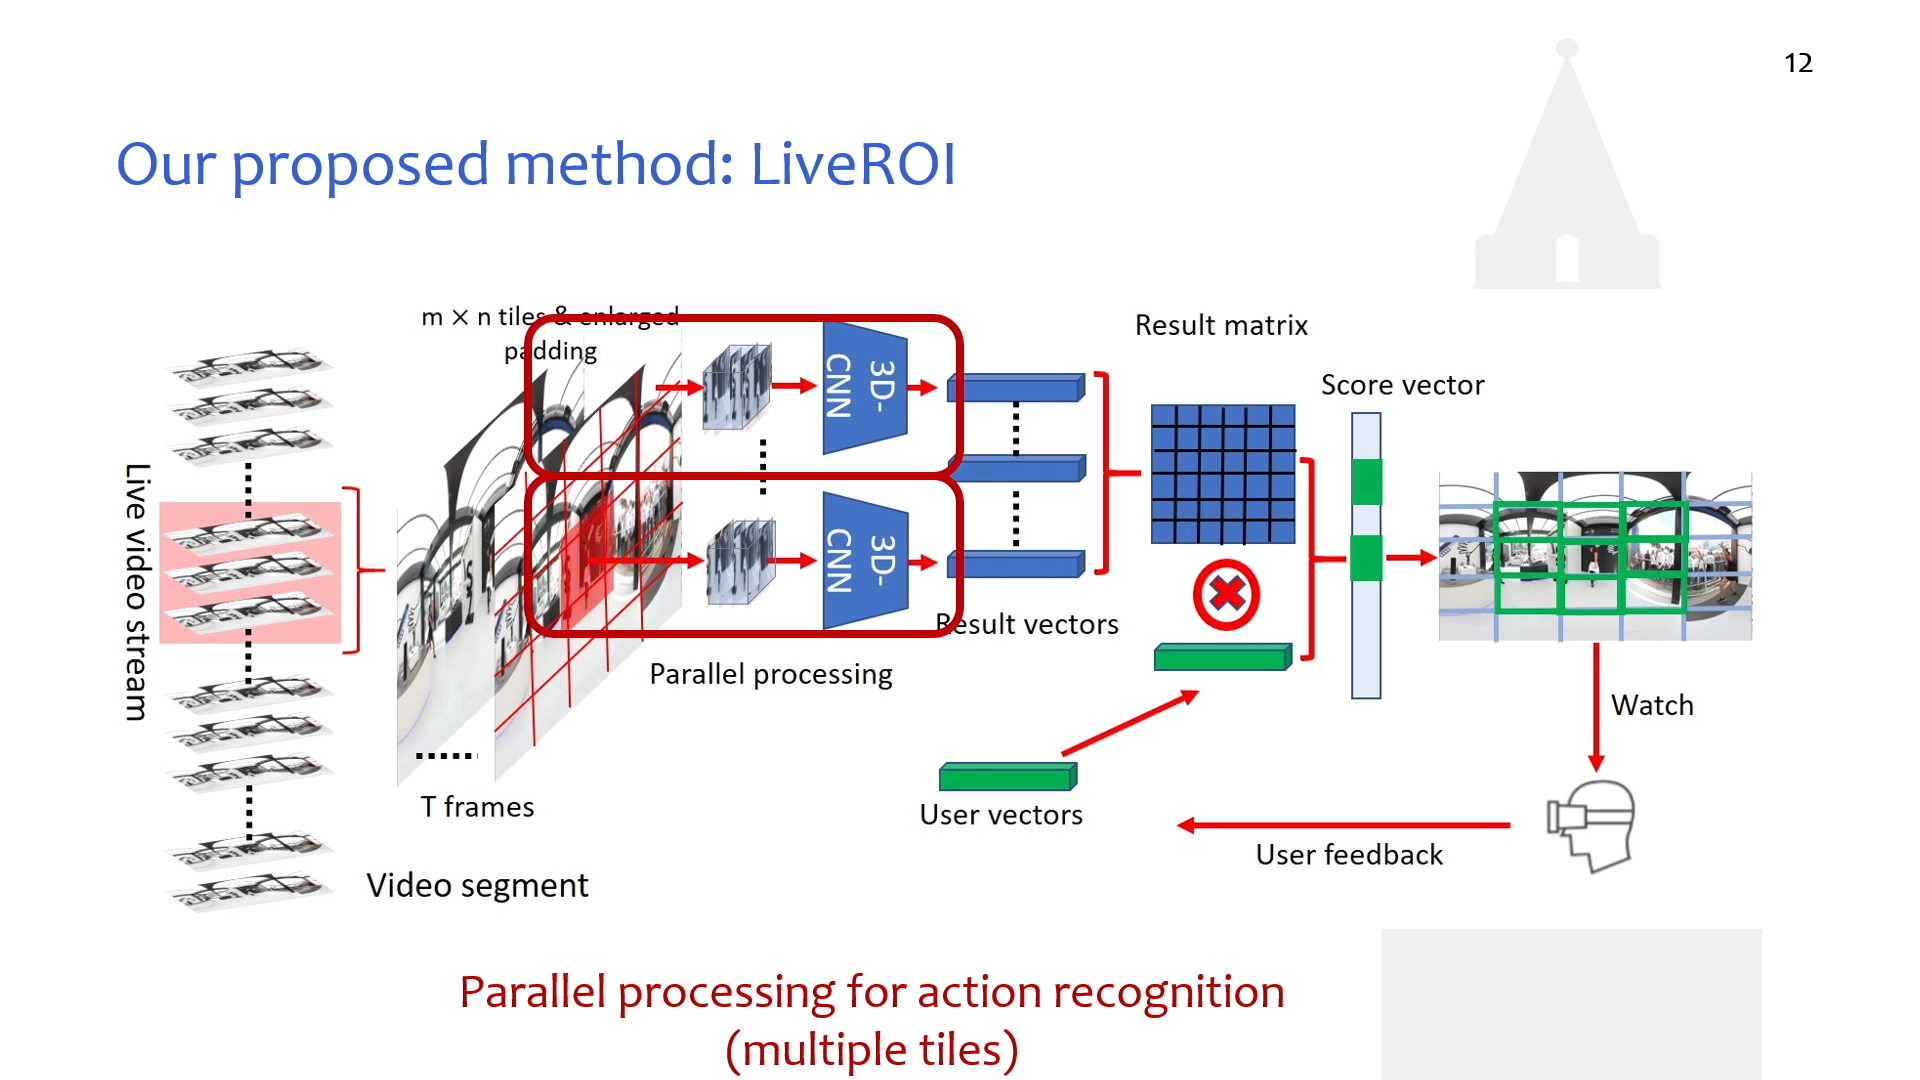 12
Our proposed method: LiveROI
m × n tiles & enlarged
padding
3D-
CNN
3D-
CNN
Result matrix
Score vector
Live video stream
Result vectors
Parallel processing
Watch
T frames
User vectors
User feedback
Video segment
Parallel processing for action recognition
(multiple tiles)